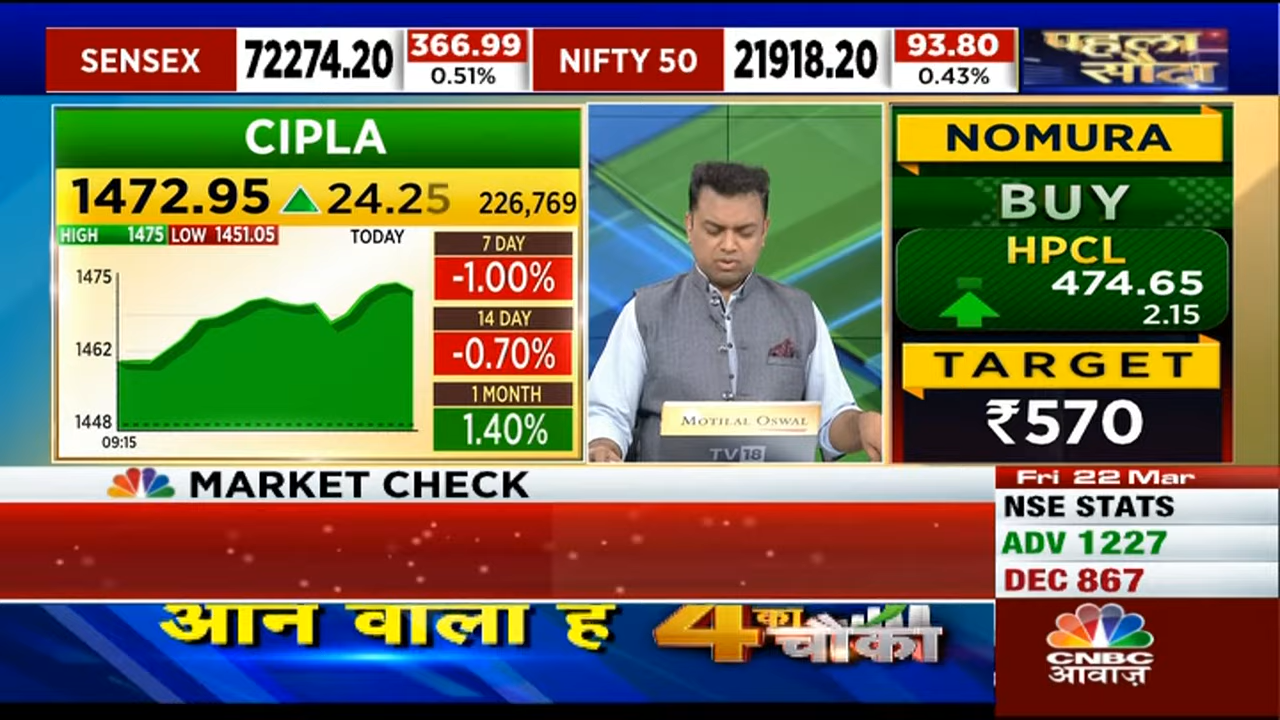 SENSEX 72274.20 366.99 0.51% NIFTY 50 21918.20 93.80 0.43% पहला सौदा
CIPLA
1472.95 24.25 226,769
HIGH 1475 LOW 1451.05 TODAY
1475
1462
1448
09:15
7 DAY
-1.00%
14 DAY
-0.70%
1 MONTH
1.40%
MOTILAL OSWAL
TV18
NOMURA
BUY
HPCL
474.65
2.15
TARGET
₹570
MARKET CHECK
Fri 22 Mar
NSE STATS
ADV 1227
DEC 867
आने वाला है 4 का चौका
CNBC
आवाज़